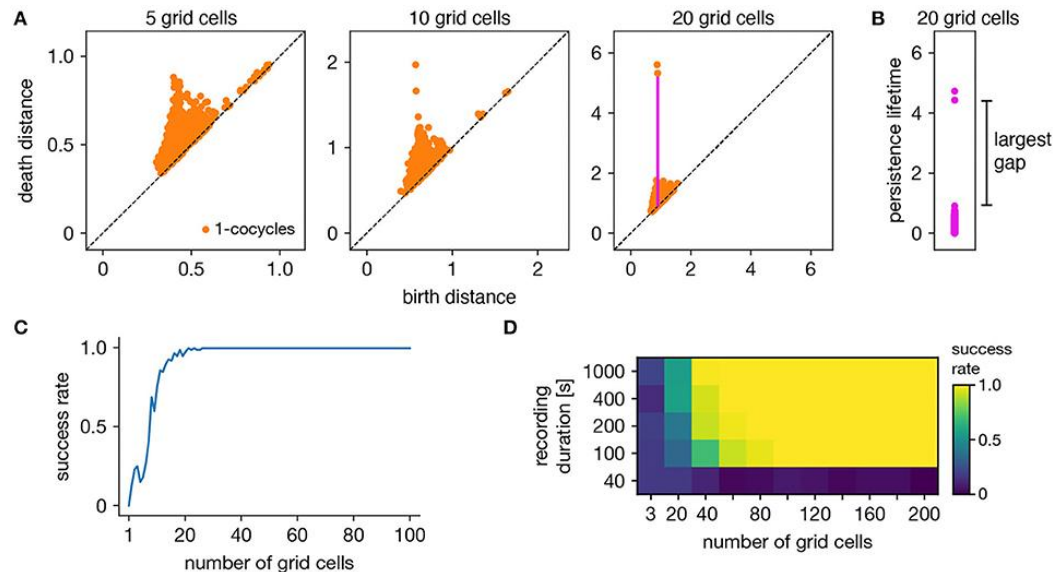 A
5 grid cells
10 grid cells
20 grid cells
B
20 grid cells
death distance
1.0
0.5
0
0
0.5
1.0
1-cocycles
2
1
0
0
1
2
6
4
2
0
0
2
4
6
birth distance
persistence lifetime
6
4
2
0
largest
gap
C
success rate
1.0
0.5
0
1
20
40
60
80
100
number of grid cells
D
recording
duration [s]
1000
400
200
100
40
3
20
40
80
120
160
200
number of grid cells
success
rate
1.0
0.5
0